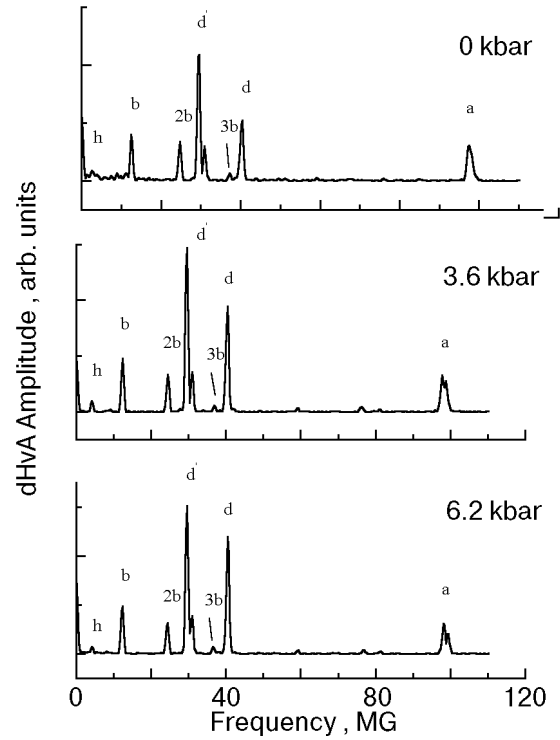 d'
0 kbar
d
b
2b
3b
a
h
d'
3.6 kbar
d
b
2b
3b
a
h
d'
6.2 kbar
d
b
2b
3b
a
h
0 40 80 120
Frequency , MG
dHvA Amplitude , arb. units